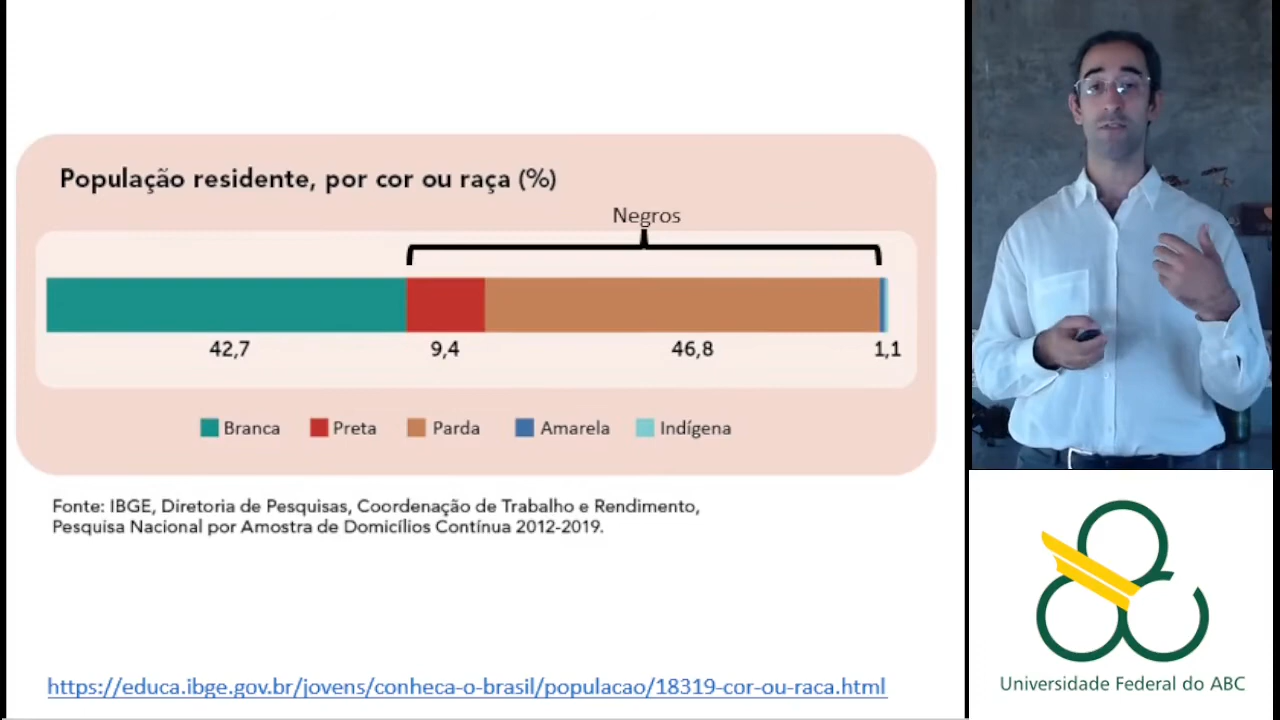 População residente, por cor ou raça (%)
Negros
42,7
9,4
46,8
1,1
Branca
Preta
Parda
Amarela
Indígena
Fonte: IBGE, Diretoria de Pesquisas, Coordenação de Trabalho e Rendimento,
Pesquisa Nacional por Amostra de Domicílios Contínua 2012-2019.
https://educa.ibge.gov.br/jovens/conheca-o-brasil/populacao/18319-cor-ou-raca.html
Universidade Federal do ABC